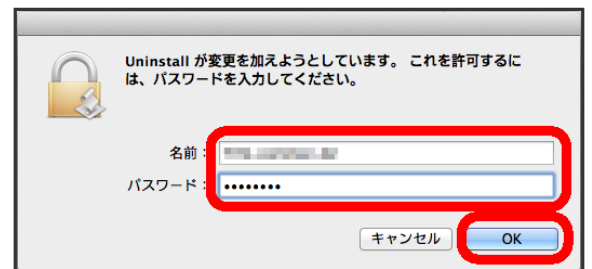 Uninstall が変更を加えようとしています。 これを許可するに
は、パスワードを入力してください。
名前：
パスワード： ••••••••
キャンセル
OK